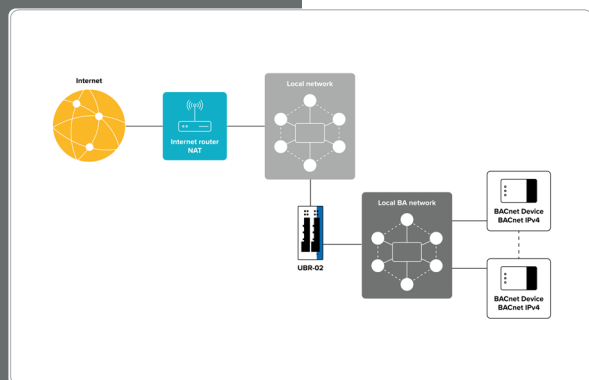 Internet
Internet router
NAT
Local network
UBR-02
Local BA network
BACnet Device
BACnet IPv4
BACnet Device
BACnet IPv4